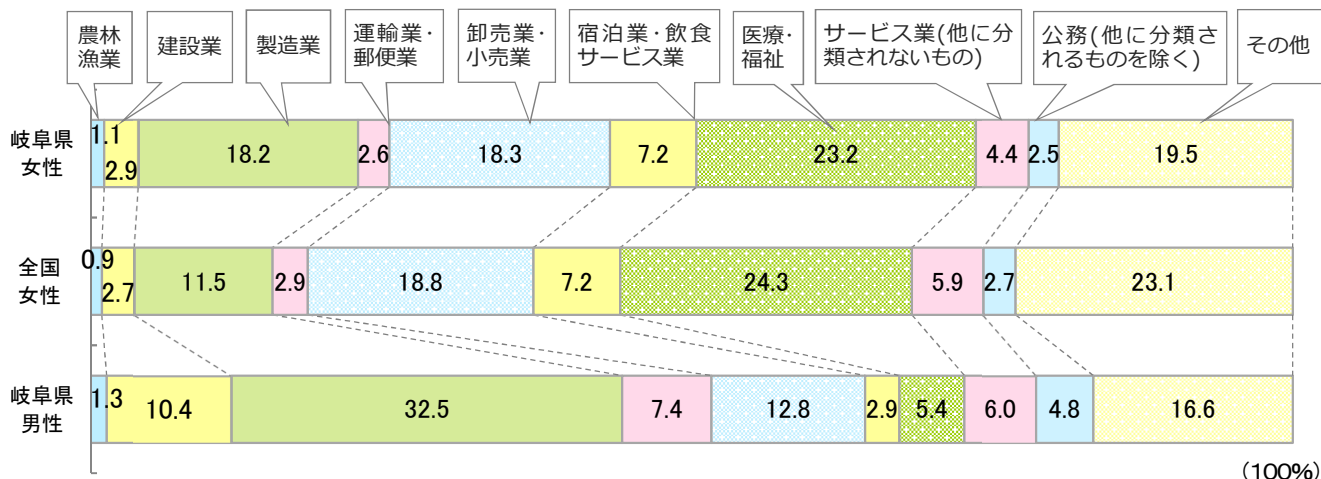 農林
漁業
建設業
製造業
運輸業・
郵便業
卸売業・
小売業
宿泊業・飲食
サービス業
医療・
福祉
サービス業(他に分
類されないもの)
公務(他に分類さ
れるものを除く)
その他
岐阜県
女性
1.1
2.9
18.2
2.6
18.3
7.2
23.2
4.4
2.5
19.5
全国
女性
0.9
2.7
11.5
2.9
18.8
7.2
24.3
5.9
2.7
23.1
岐阜県
男性
1.3
10.4
32.5
7.4
12.8
2.9
5.4
6.0
4.8
16.6
(100%)